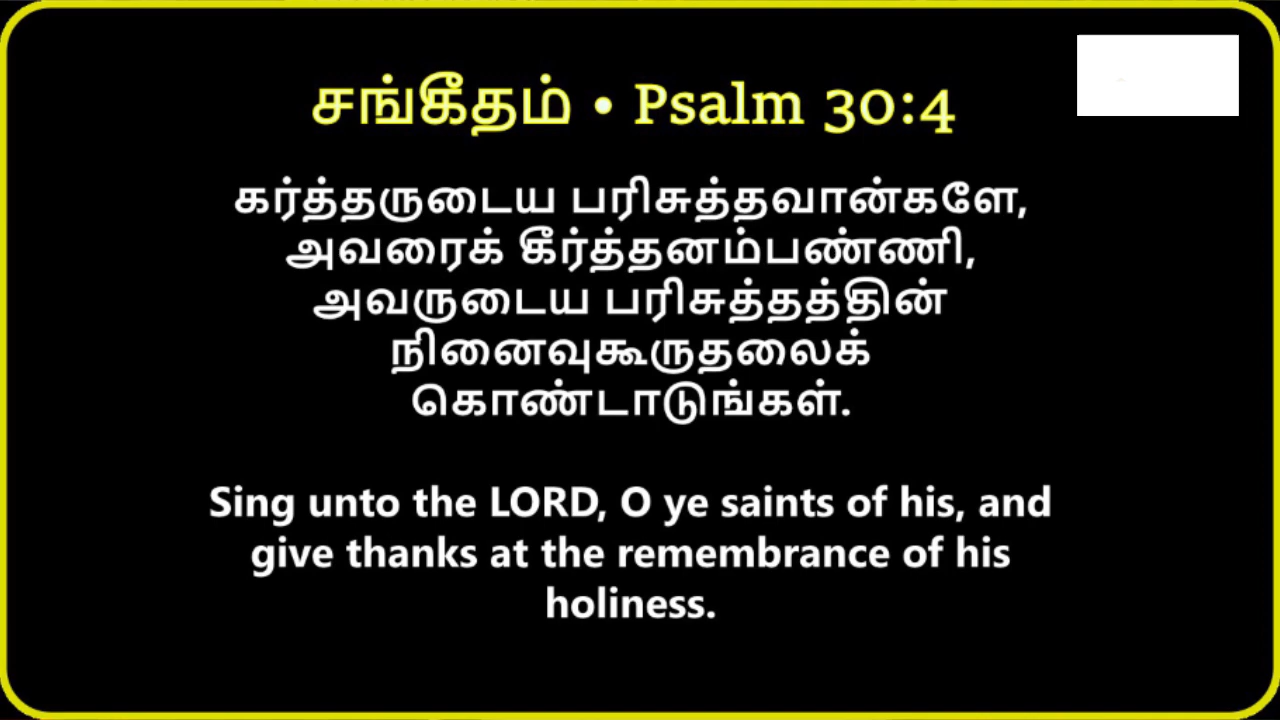 சங்கீதம் • Psalm 30:4
கர்த்தருடைய பரிசுத்தவான்களே,
அவரைக் கீர்த்தனம்பண்ணி,
அவருடைய பரிசுத்தத்தின்
நினைவுகூருதலைக்
கொண்டாடுங்கள்.
Sing unto the LORD, O ye saints of his, and
give thanks at the remembrance of his
holiness.